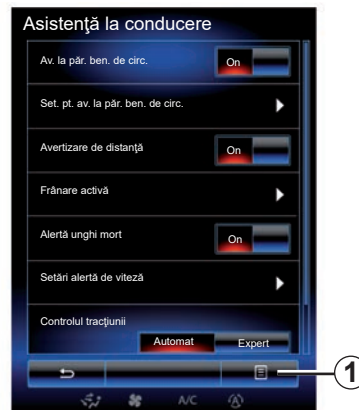 Asistenţă la conducere
Av. la păr. ben. de circ.
On
Set. pt. av. la păr. ben. de circ.
Avertizare de distanţă
On
Frânare activă
Alertă unghi mort
On
Setări alertă de viteză
Controlul tracţiunii
Automat
Expert
1
A/C
A